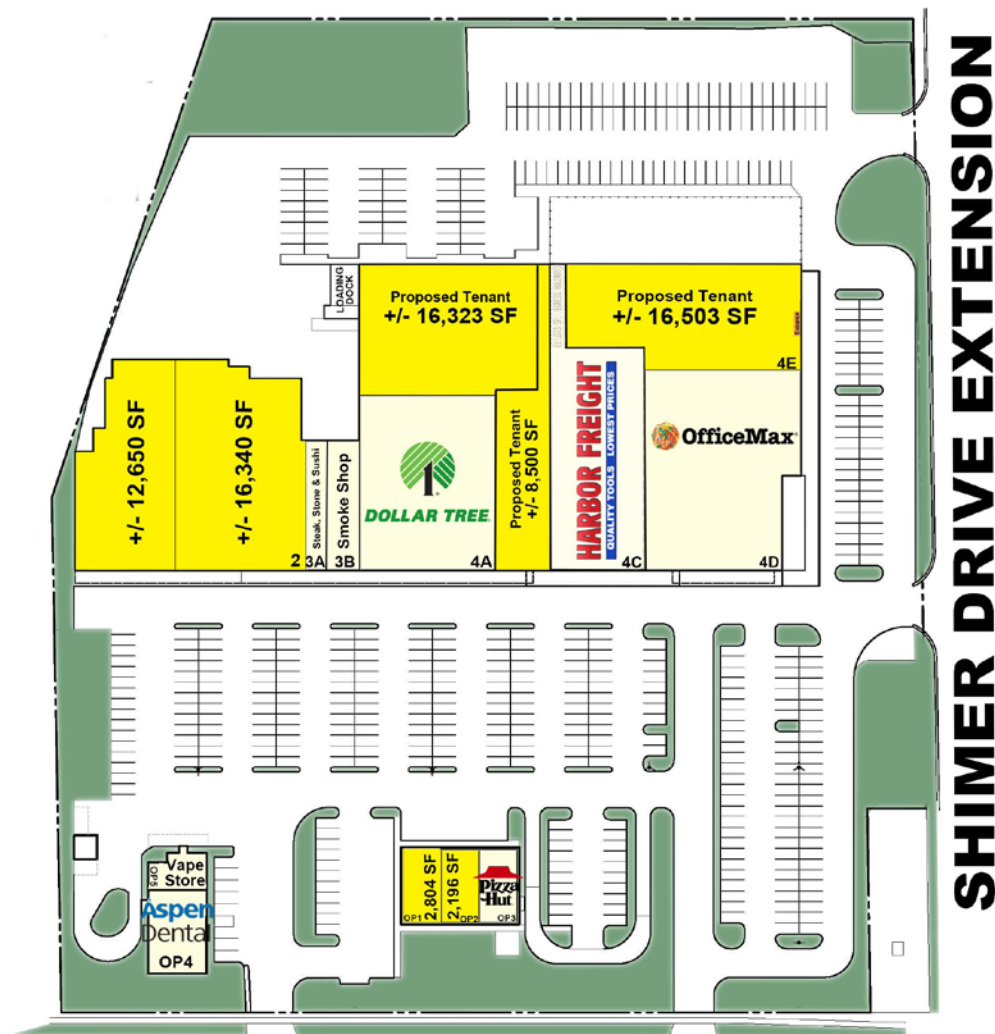 SHIMER DRIVE EXTENSION
LOADING
DOCK
Proposed Tenant
+/- 16,323 SF
Proposed Tenant
+/- 16,503 SF
Entrance
4E
+/- 12,650 SF
+/- 16,340 SF
2
Steak, Stone & Sushi
3A
Smoke Shop
3B
1
DOLLAR TREE
4A
Proposed Tenant
+/- 8,500 SF
HARBOR FREIGHT
QUALITY TOOLS LOWEST PRICES
4C
OfficeMax
4D
OP5
Vape
Store
Aspen
Dental
OP4
OP1
2,804 SF
2,196 SF
OP2
Pizza
Hut
OP3